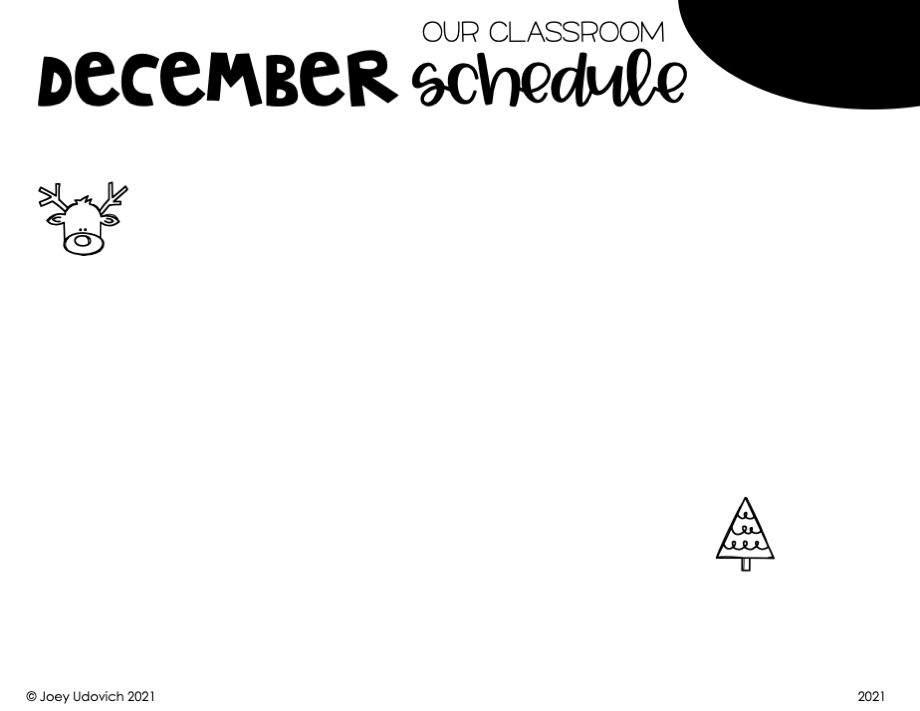 OUR CLASSROOM
DECEMBER schedule
© Joey Udovich 2021
2021